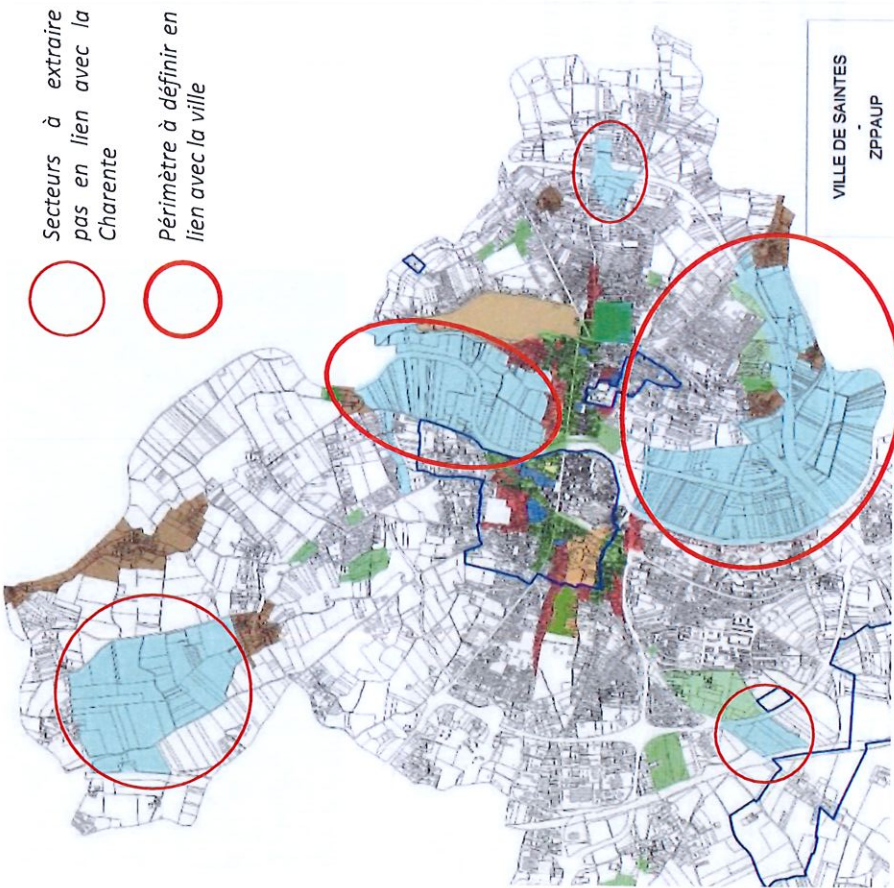 Secteurs à extraire
pas en lien avec la
Charente
Périmètre à définir en
lien avec la ville
VILLE DE SAINTES
-
ZPPAUP